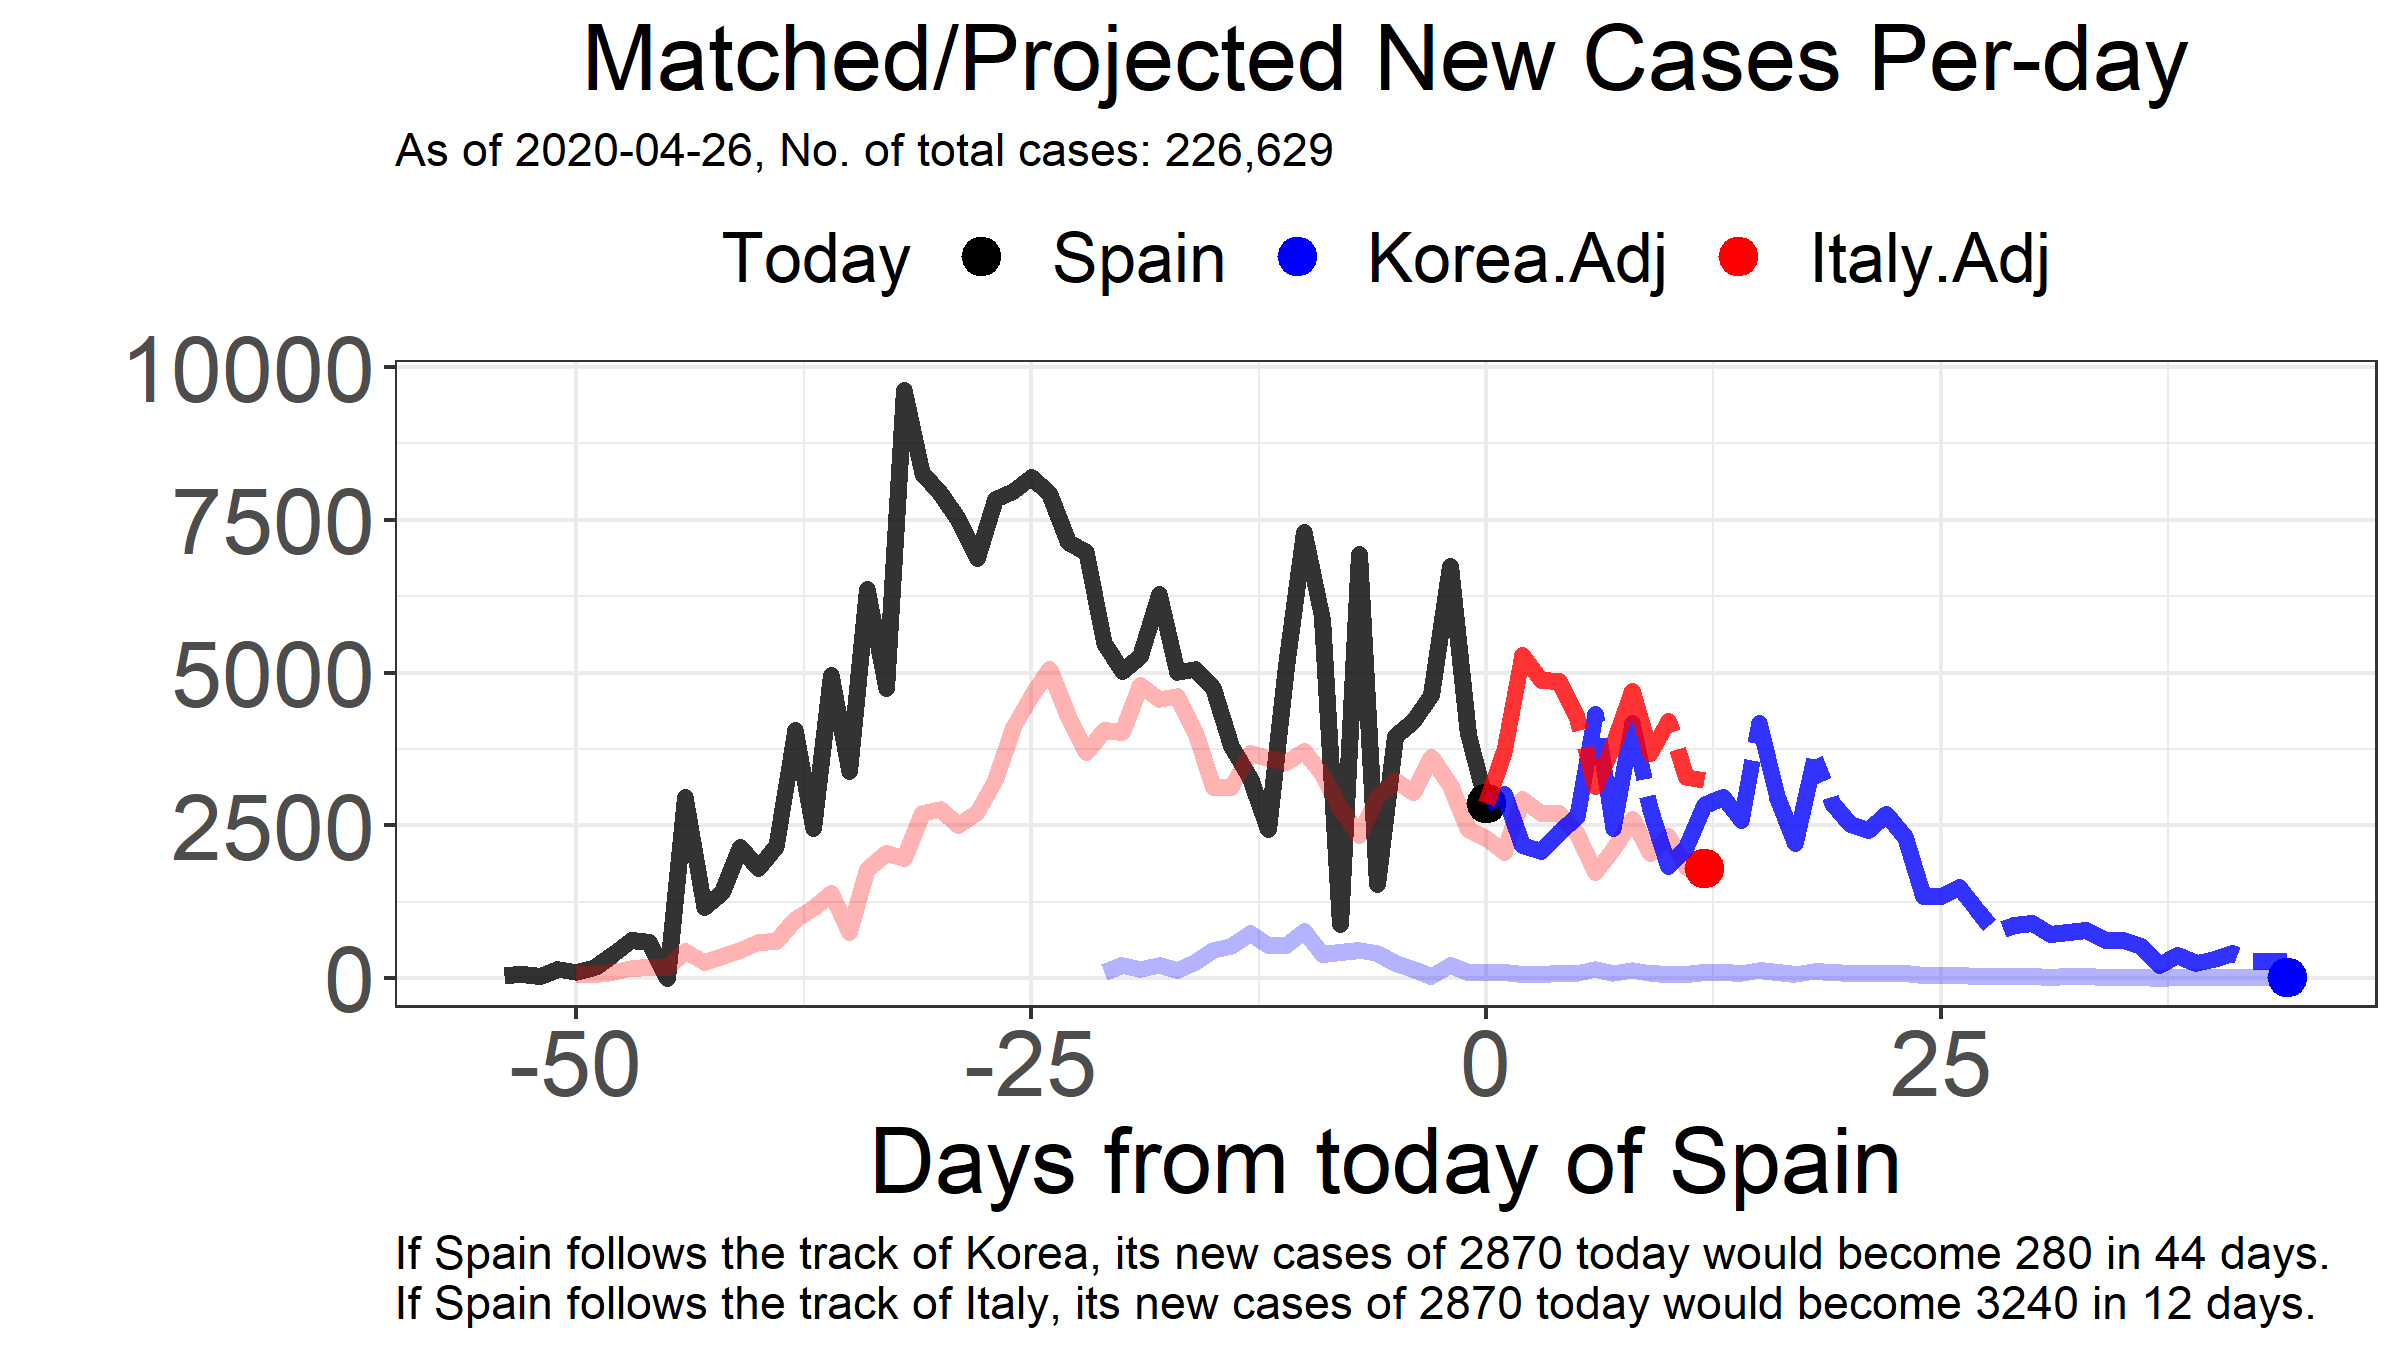 Matched/Projected New Cases Per-day
As of 2020-04-26, No. of total cases: 226,629
Today Spain Korea.Adj Italy.Adj
10000
7500
5000
2500
0
-50 -25 0 25
Days from today of Spain
If Spain follows the track of Korea, its new cases of 2870 today would become 280 in 44 days.
If Spain follows the track of Italy, its new cases of 2870 today would become 3240 in 12 days.